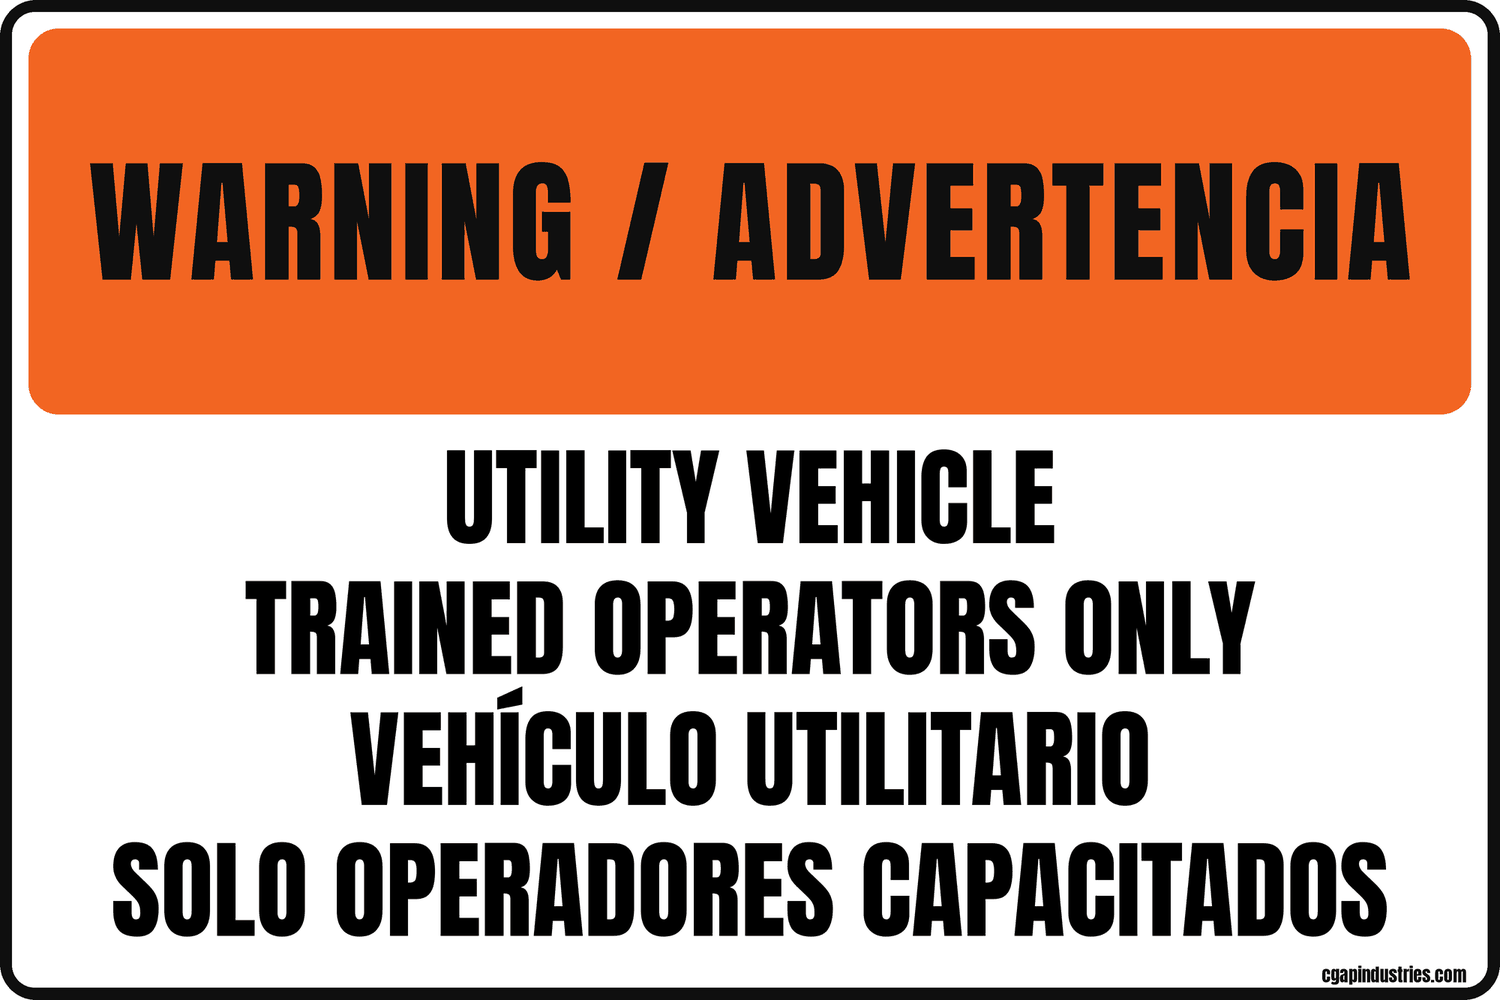 WARNING / ADVERTENCIA
UTILITY VEHICLE
TRAINED OPERATORS ONLY
VEHÍCULO UTILITARIO
SOLO OPERADORES CAPACITADOS
cgapindustries.com